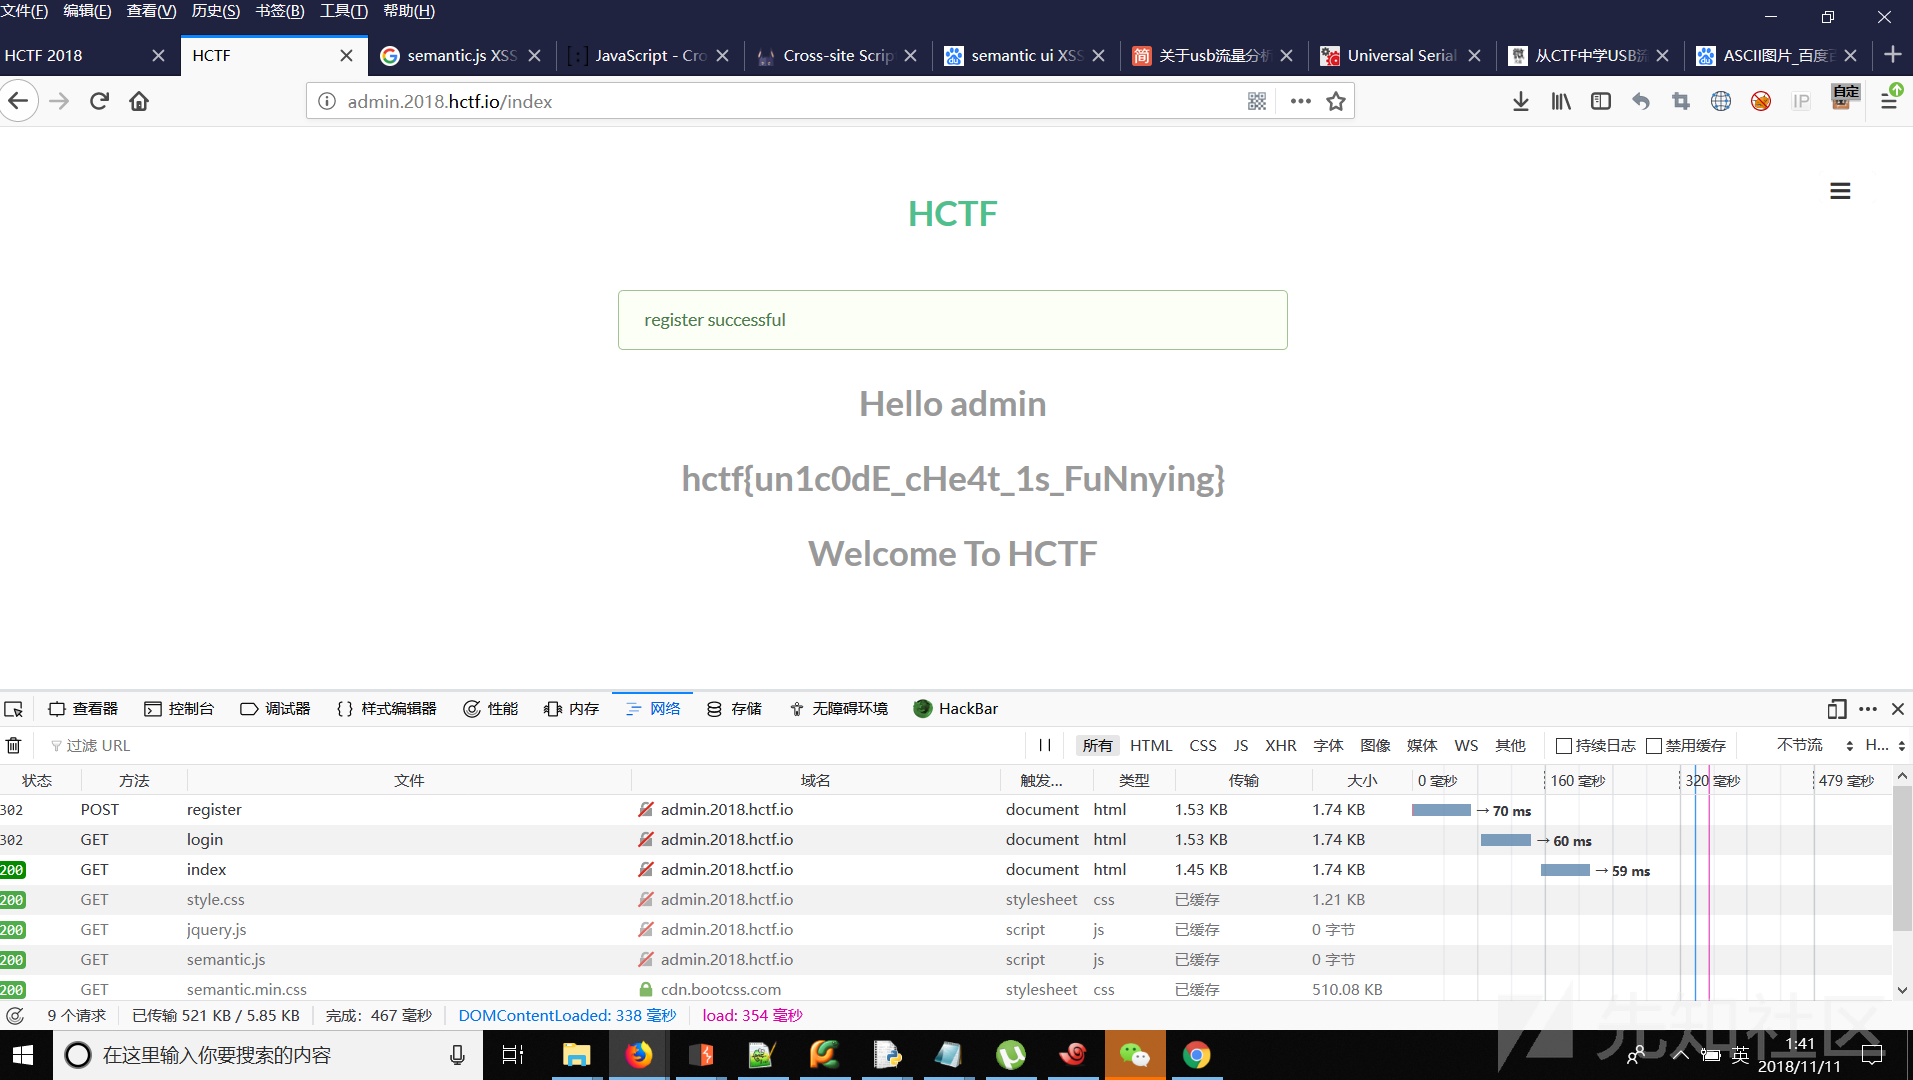 文件(F) 编辑(E) 查看(V) 历史(S) 书签(B) 工具(T) 帮助(H)
HCTF 2018 HCTF semantic.js XSS JavaScript - Cro Cross-site Scrip semantic ui XSS 关于usb流量分析 Universal Serial 从CTF中学USB流 ASCII图片_百度
admin.2018.hctf.io/index
IP 自定
HCTF
register successful
Hello admin
hctf{un1c0dE_cHe4t_1s_FuNnying}
Welcome To HCTF
查看器 控制台 调试器 {} 样式编辑器 性能 内存 网络 存储 无障碍环境 HackBar
过滤 URL 所有 HTML CSS JS XHR 字体 图像 媒体 WS 其他 持续日志 禁用缓存 不节流 H...
状态 方法 文件 域名 触发... 类型 传输 大小 0 毫秒 160 毫秒 320 毫秒 479 毫秒
302 POST register admin.2018.hctf.io document html 1.53 KB 1.74 KB → 70 ms
302 GET login admin.2018.hctf.io document html 1.53 KB 1.74 KB → 60 ms
200 GET index admin.2018.hctf.io document html 1.45 KB 1.74 KB → 59 ms
200 GET style.css admin.2018.hctf.io stylesheet css 已缓存 1.21 KB
200 GET jquery.js admin.2018.hctf.io script js 已缓存 0 字节
200 GET semantic.js admin.2018.hctf.io script js 已缓存 0 字节
200 GET semantic.min.css cdn.bootcss.com stylesheet css 已缓存 510.08 KB
9 个请求 已传输 521 KB / 5.85 KB 完成: 467 毫秒 DOMContentLoaded: 338 毫秒 load: 354 毫秒
先知社区
在这里输入你要搜索的内容 英 1:41
2018/11/11